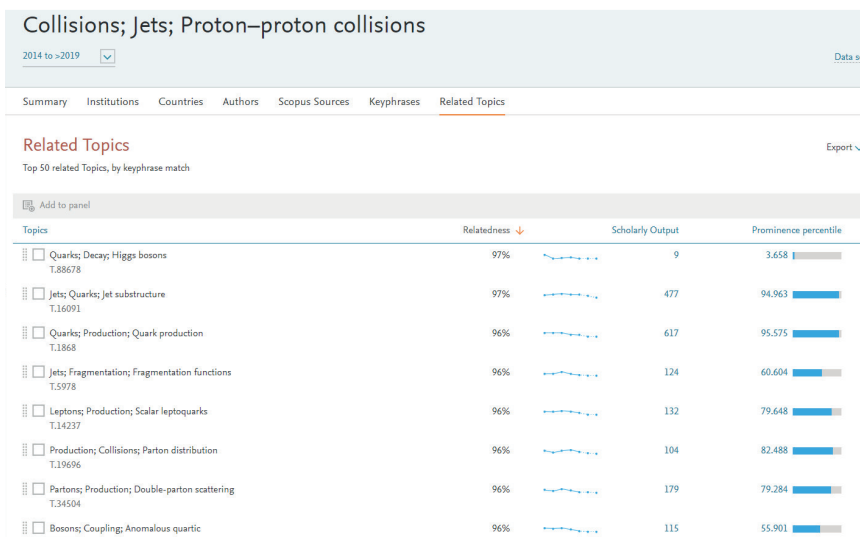 Collisions; Jets; Proton–proton collisions
2014 to >2019
Data s
Summary Institutions Countries Authors Scopus Sources Keyphrases Related Topics
Related Topics
Export
Top 50 related Topics, by keyphrase match
Add to panel
Topics Relatedness Scholarly Output Prominence percentile
Quarks; Decay; Higgs bosons 97% 9 3.658
T.88678
Jets; Quarks; Jet substructure 97% 477 94.963
T.16091
Quarks; Production; Quark production 96% 617 95.575
T.1868
Jets; Fragmentation; Fragmentation functions 96% 124 60.604
T.5978
Leptons; Production; Scalar leptoquarks 96% 132 79.648
T.14237
Production; Collisions; Parton distribution 96% 104 82.488
T.19696
Partons; Production; Double-parton scattering 96% 179 79.284
T.34504
Bosons; Coupling; Anomalous quartic 96% 115 55.901